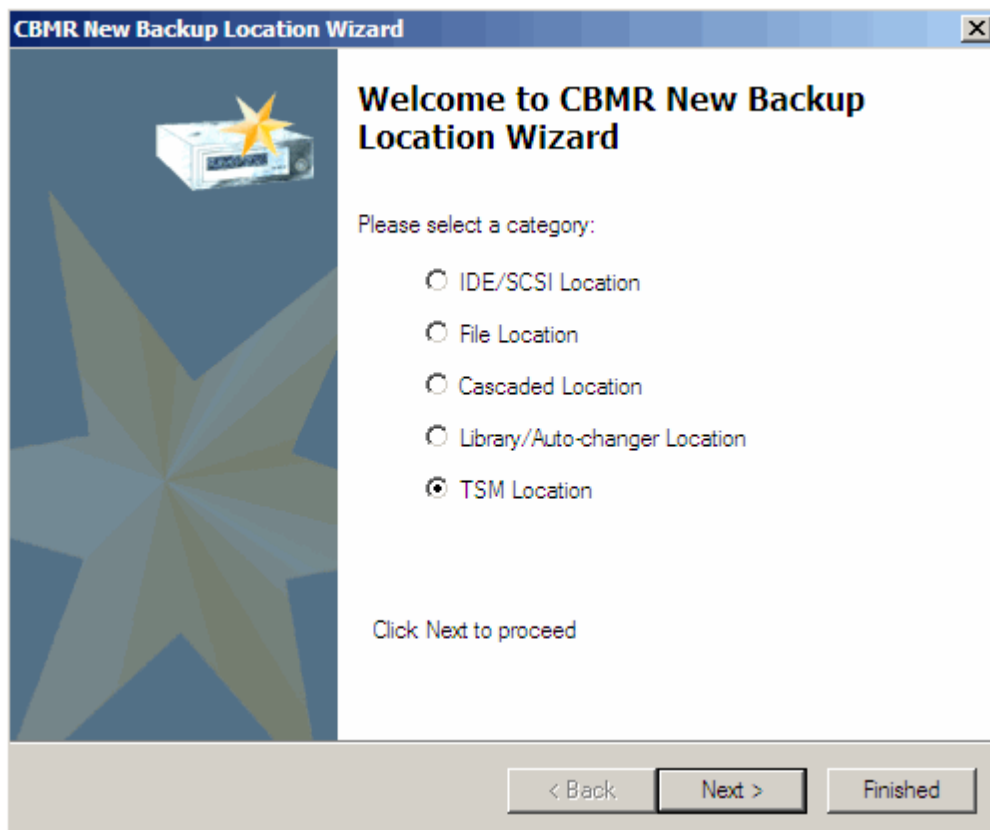 CBMR New Backup Location Wizard
Welcome to CBMR New Backup
Location Wizard
Please select a category:
IDE/SCSI Location
File Location
Cascaded Location
Library/Auto-changer Location
TSM Location
Click Next to proceed
< Back
Next >
Finished